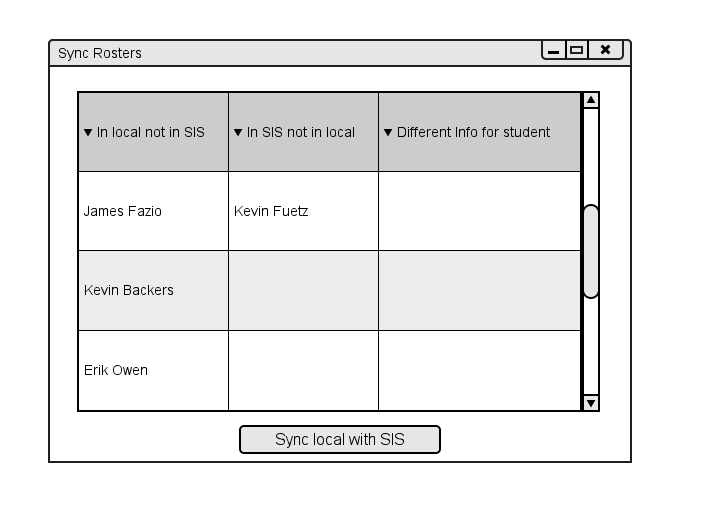 Sync Rosters
In local not in SIS
In SIS not in local
Different Info for student
James Fazio
Kevin Fuetz
Kevin Backers
Erik Owen
Sync local with SIS